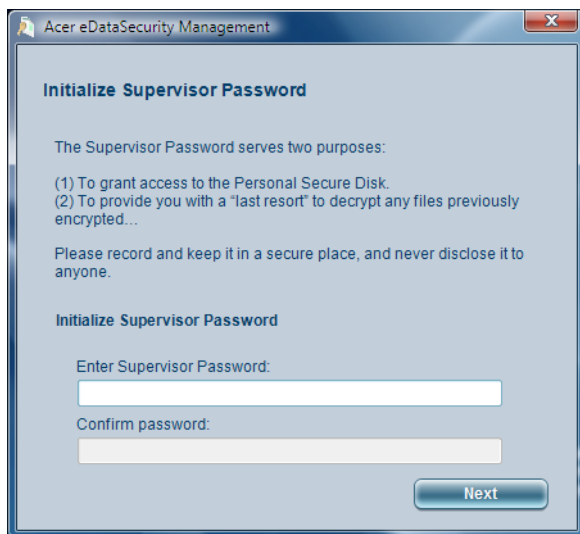 Acer eDataSecurity Management
Initialize Supervisor Password
The Supervisor Password serves two purposes:
(1) To grant access to the Personal Secure Disk.
(2) To provide you with a “last resort” to decrypt any files previously
encrypted...
Please record and keep it in a secure place, and never disclose it to
anyone.
Initialize Supervisor Password
Enter Supervisor Password:
Confirm password:
Next